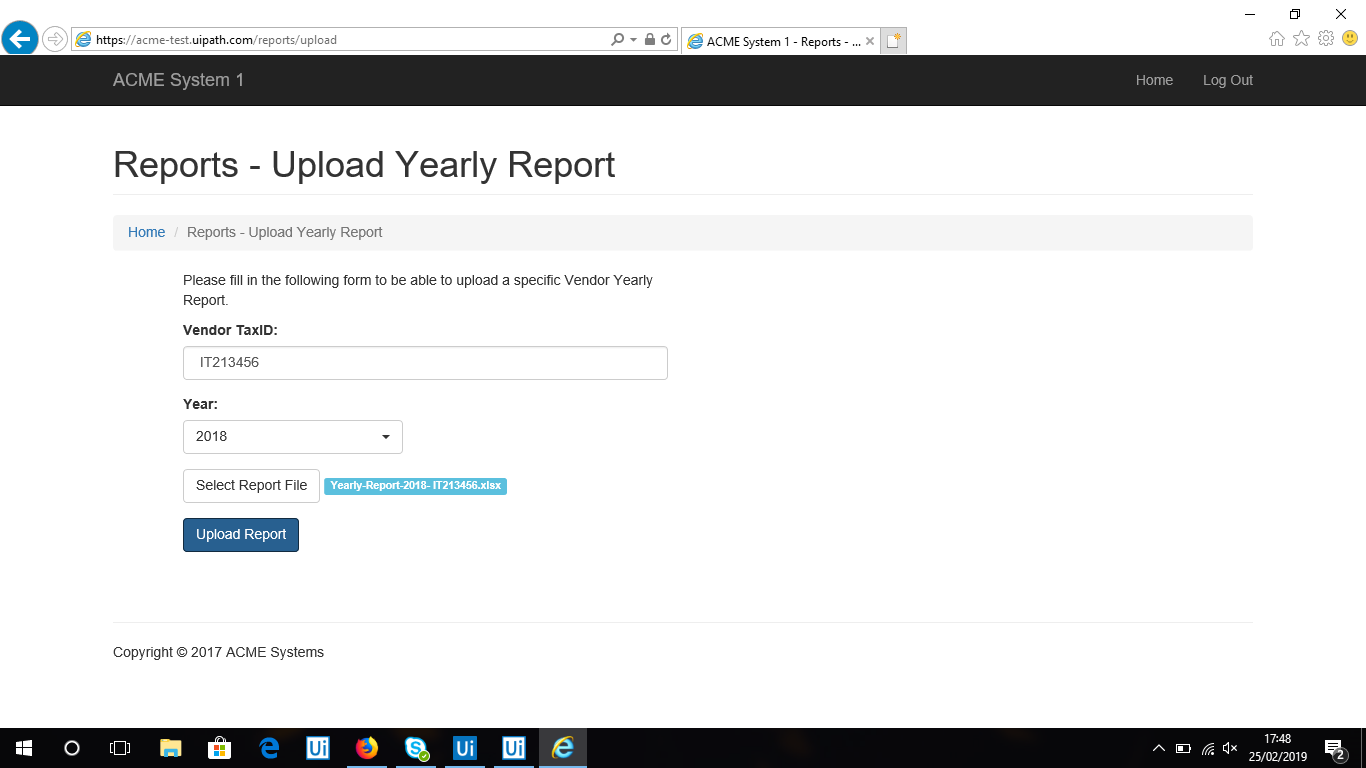 https://acme-test.uipath.com/reports/upload
ACME System 1 - Reports - ...
ACME System 1
Home
Log Out
Reports - Upload Yearly Report
Home / Reports - Upload Yearly Report
Please fill in the following form to be able to upload a specific Vendor Yearly
Report.
Vendor TaxID:
IT213456
Year:
2018
Select Report File
Yearly-Report-2018- IT213456.xlsx
Upload Report
Copyright © 2017 ACME Systems
Ui
Ui
Ui
17:48
25/02/2019
2